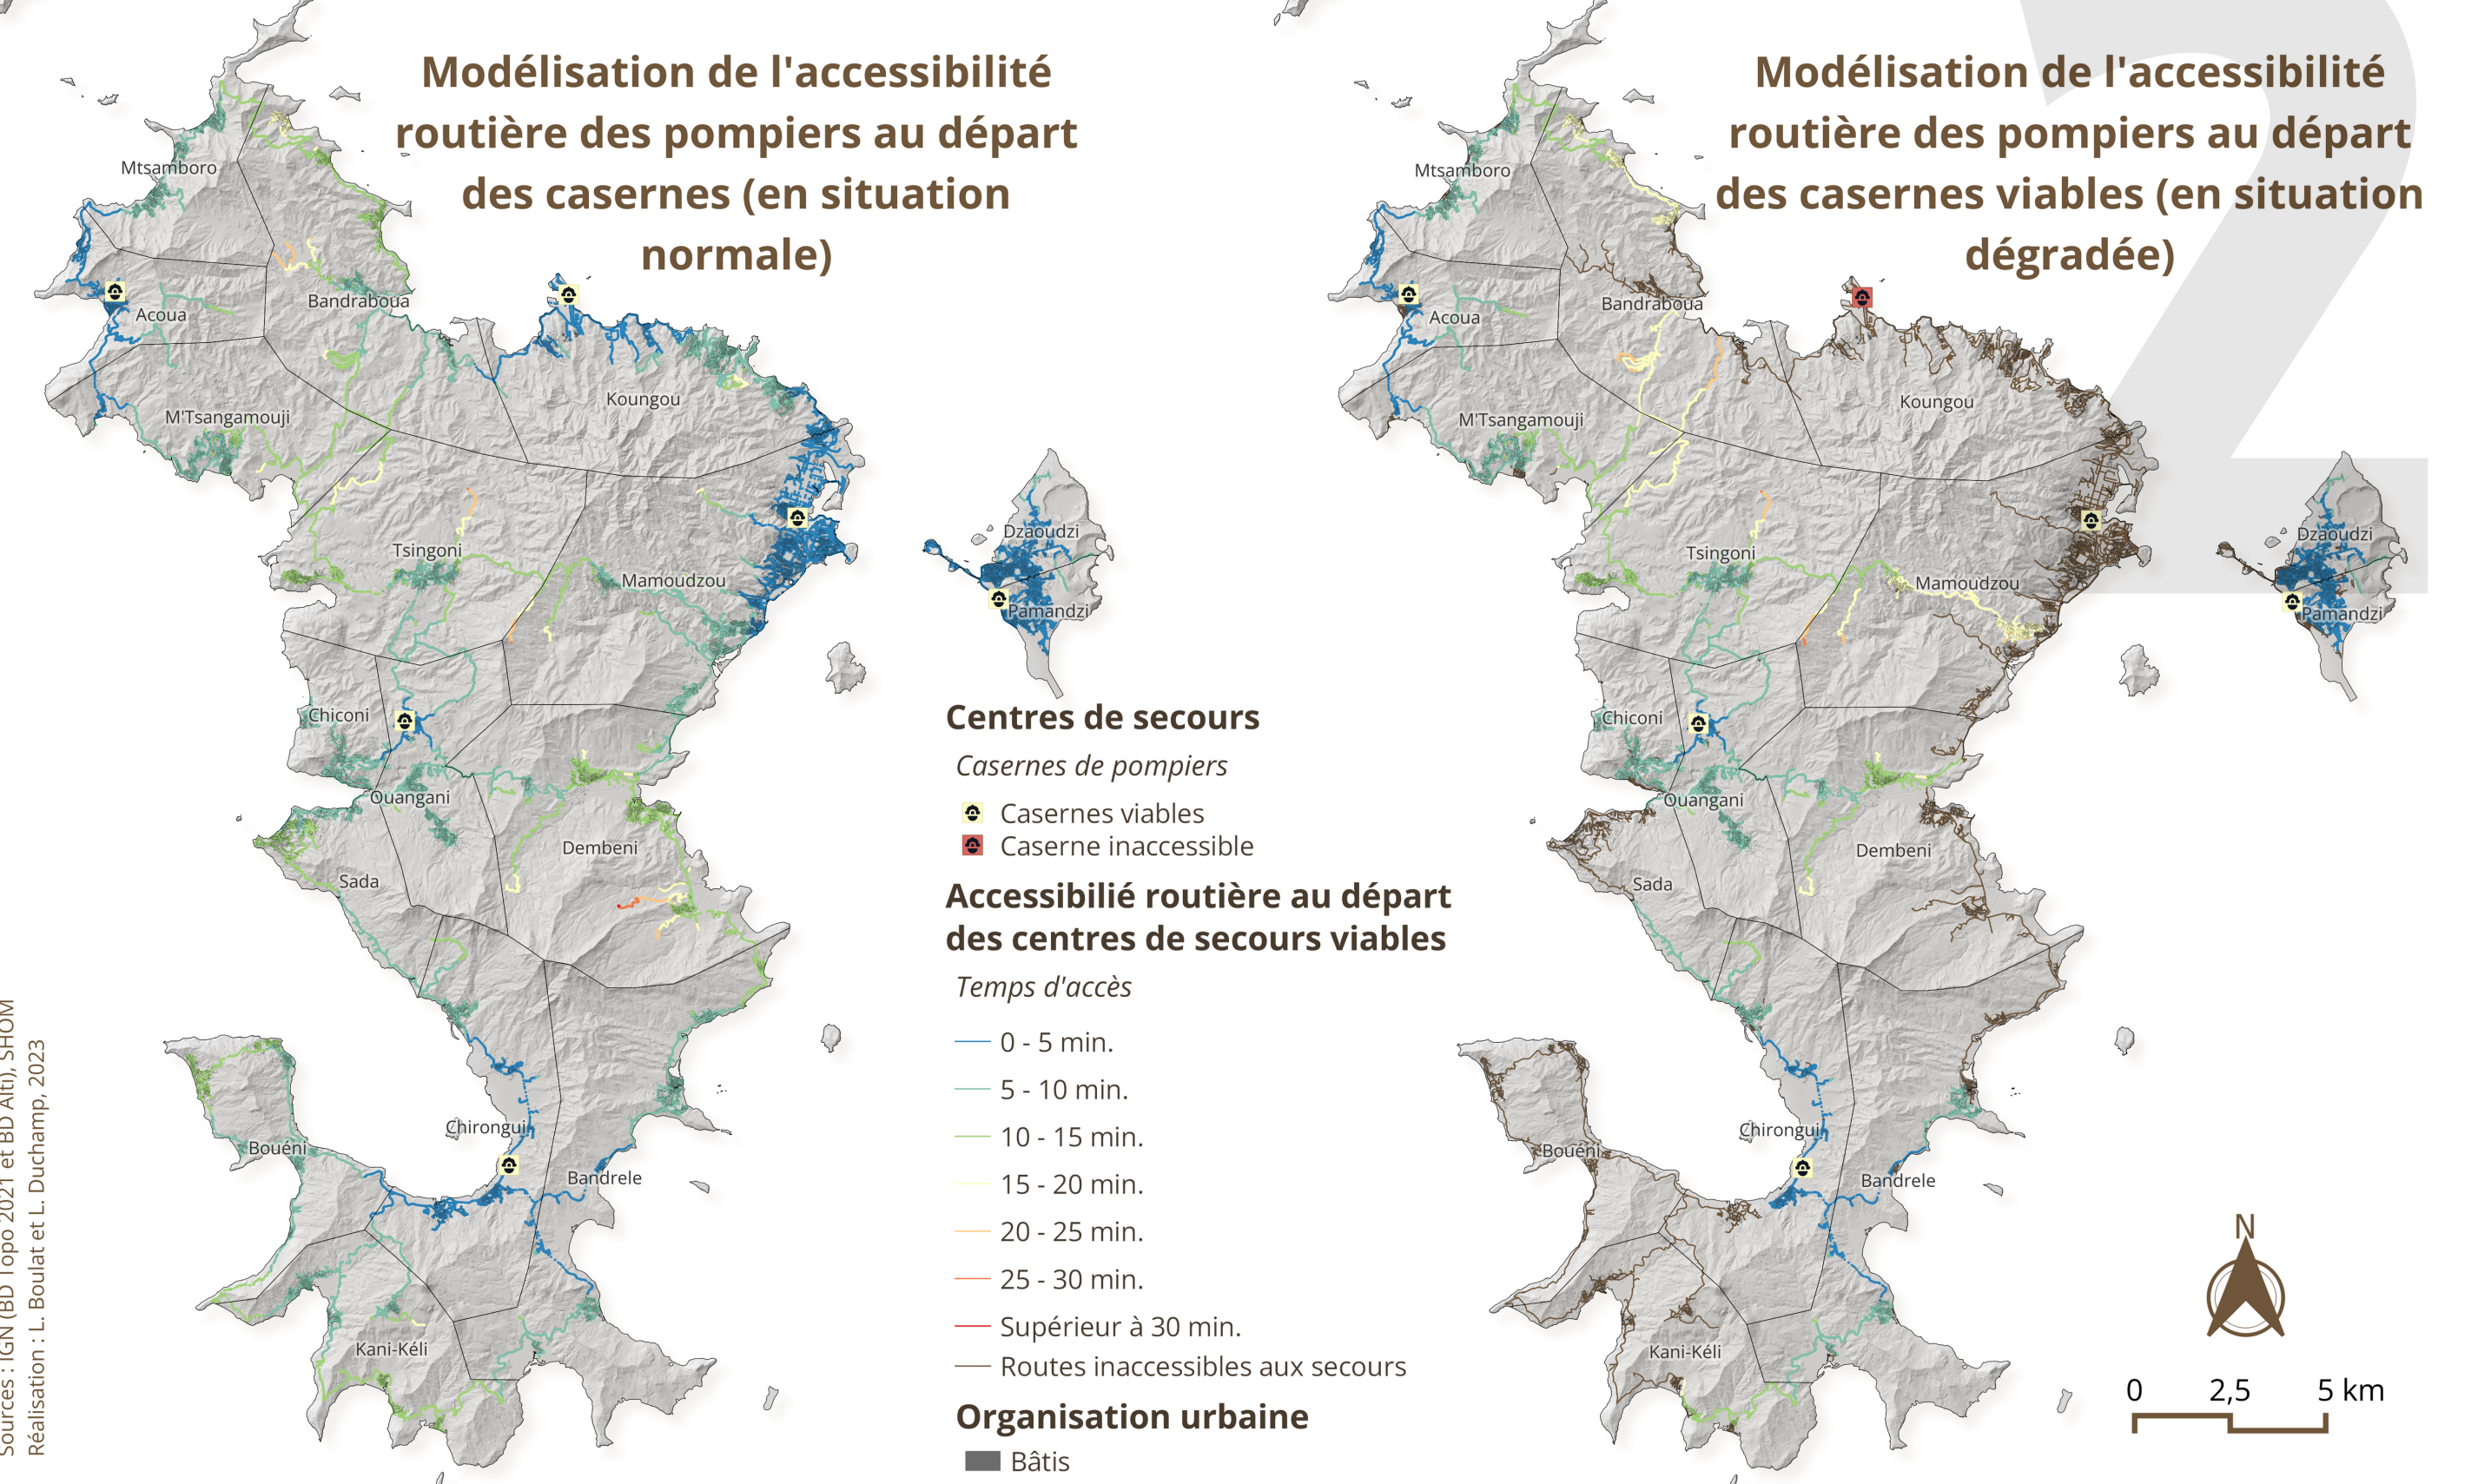 Modélisation de l'accessibilité
routière des pompiers au départ
des casernes (en situation
normale)
Modélisation de l'accessibilité
routière des pompiers au départ
des casernes viables (en situation
dégradée)
2
Mtsamboro
Bandraboua
Acoua
Koungou
M'Tsangamouji
Tsingoni
Mamoudzou
Dzaoudzi
Pamandzi
Chiconi
Ouangani
Dembeni
Sada
Chirongui
Bouéni
Bandrele
Kani-Kéli
Centres de secours
Casernes de pompiers
Casernes viables
Caserne inaccessible
Accessibilié routière au départ
des centres de secours viables
Temps d'accès
0 - 5 min.
5 - 10 min.
10 - 15 min.
15 - 20 min.
20 - 25 min.
25 - 30 min.
Supérieur à 30 min.
Routes inaccessibles aux secours
Organisation urbaine
Bâtis
Mtsamboro
Bandraboua
Acoua
Koungou
M'Tsangamouji
Tsingoni
Mamoudzou
Dzaoudzi
Pamandzi
Chiconi
Ouangani
Dembeni
Sada
Chirongui
Bouéni
Bandrele
Kani-Kéli
N
0 2,5 5 km
Sources : IGN (BD Topo 2021 et BD Alti), SHOM
Réalisation : L. Boulat et L. Duchamp, 2023